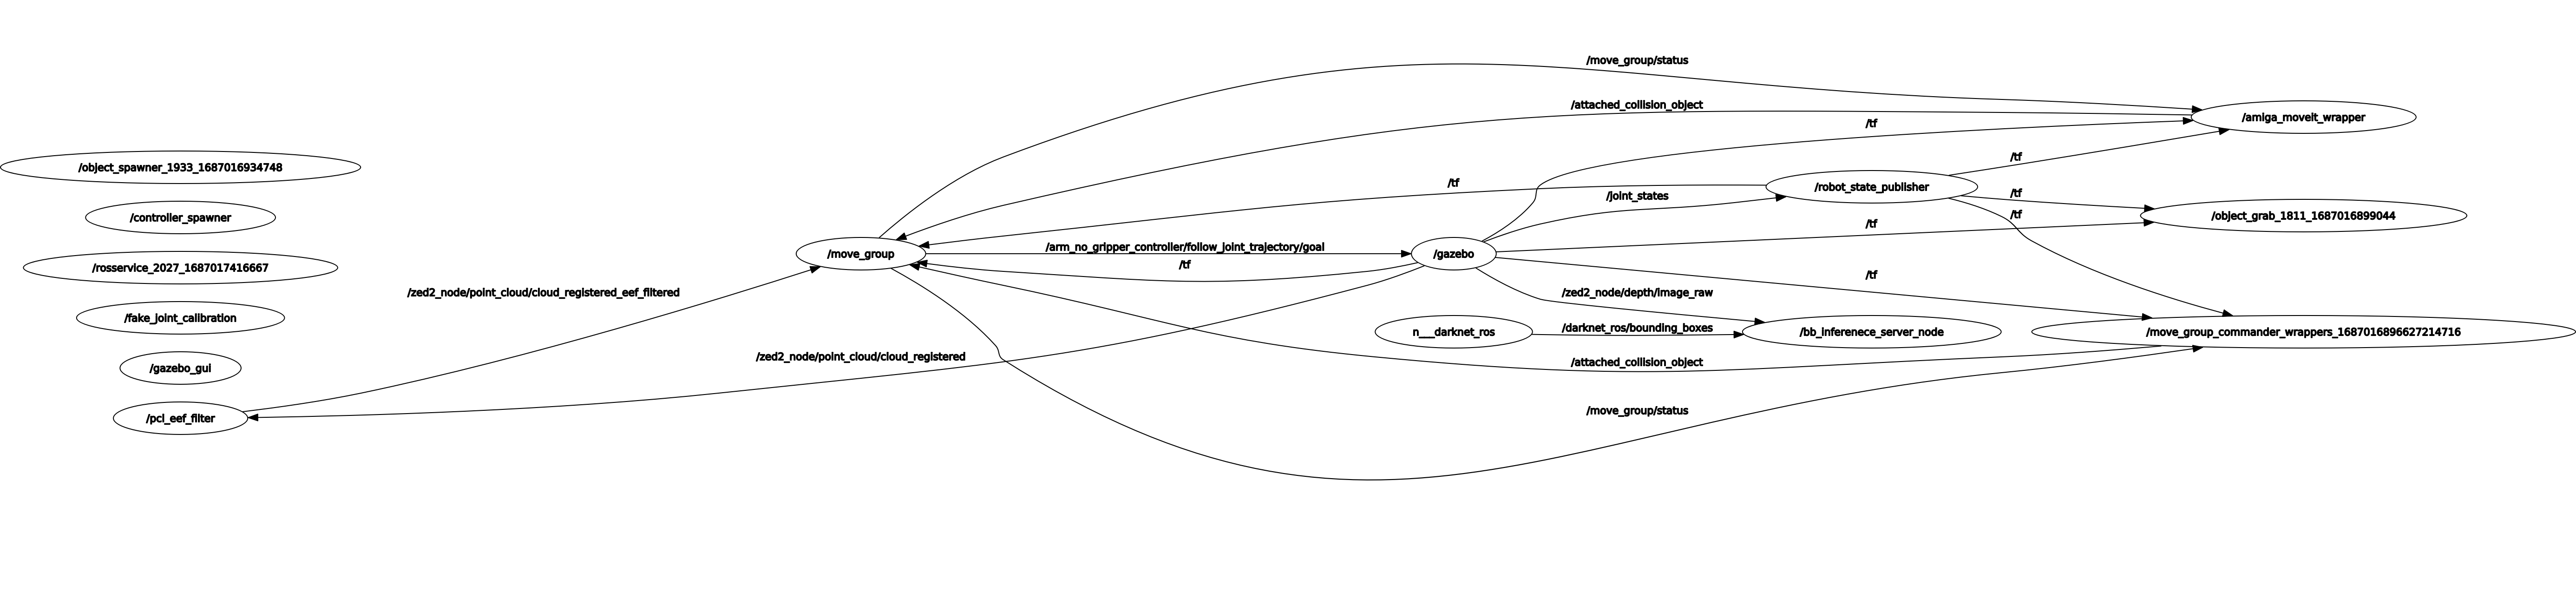 /move_group/status
/attached_collision_object
/tf
/amiga_moveit_wrapper
/tf
/object_spawner_1933_1687016934748
/tf
/robot_state_publisher
/joint_states
/tf
/controller_spawner
/tf
/object_grab_1811_1687016899044
/tf
/arm_no_gripper_controller/follow_joint_trajectory/goal
/move_group
/gazebo
/tf
/rosservice_2027_1687017416667
/tf
/zed2_node/point_cloud/cloud_registered_eef_filtered
/zed2_node/depth/image_raw
/fake_joint_calibration
n___darknet_ros
/darknet_ros/bounding_boxes
/bb_inferenece_server_node
/move_group_commander_wrappers_1687016896627214716
/zed2_node/point_cloud/cloud_registered
/attached_collision_object
/gazebo_gui
/move_group/status
/pcl_eef_filter